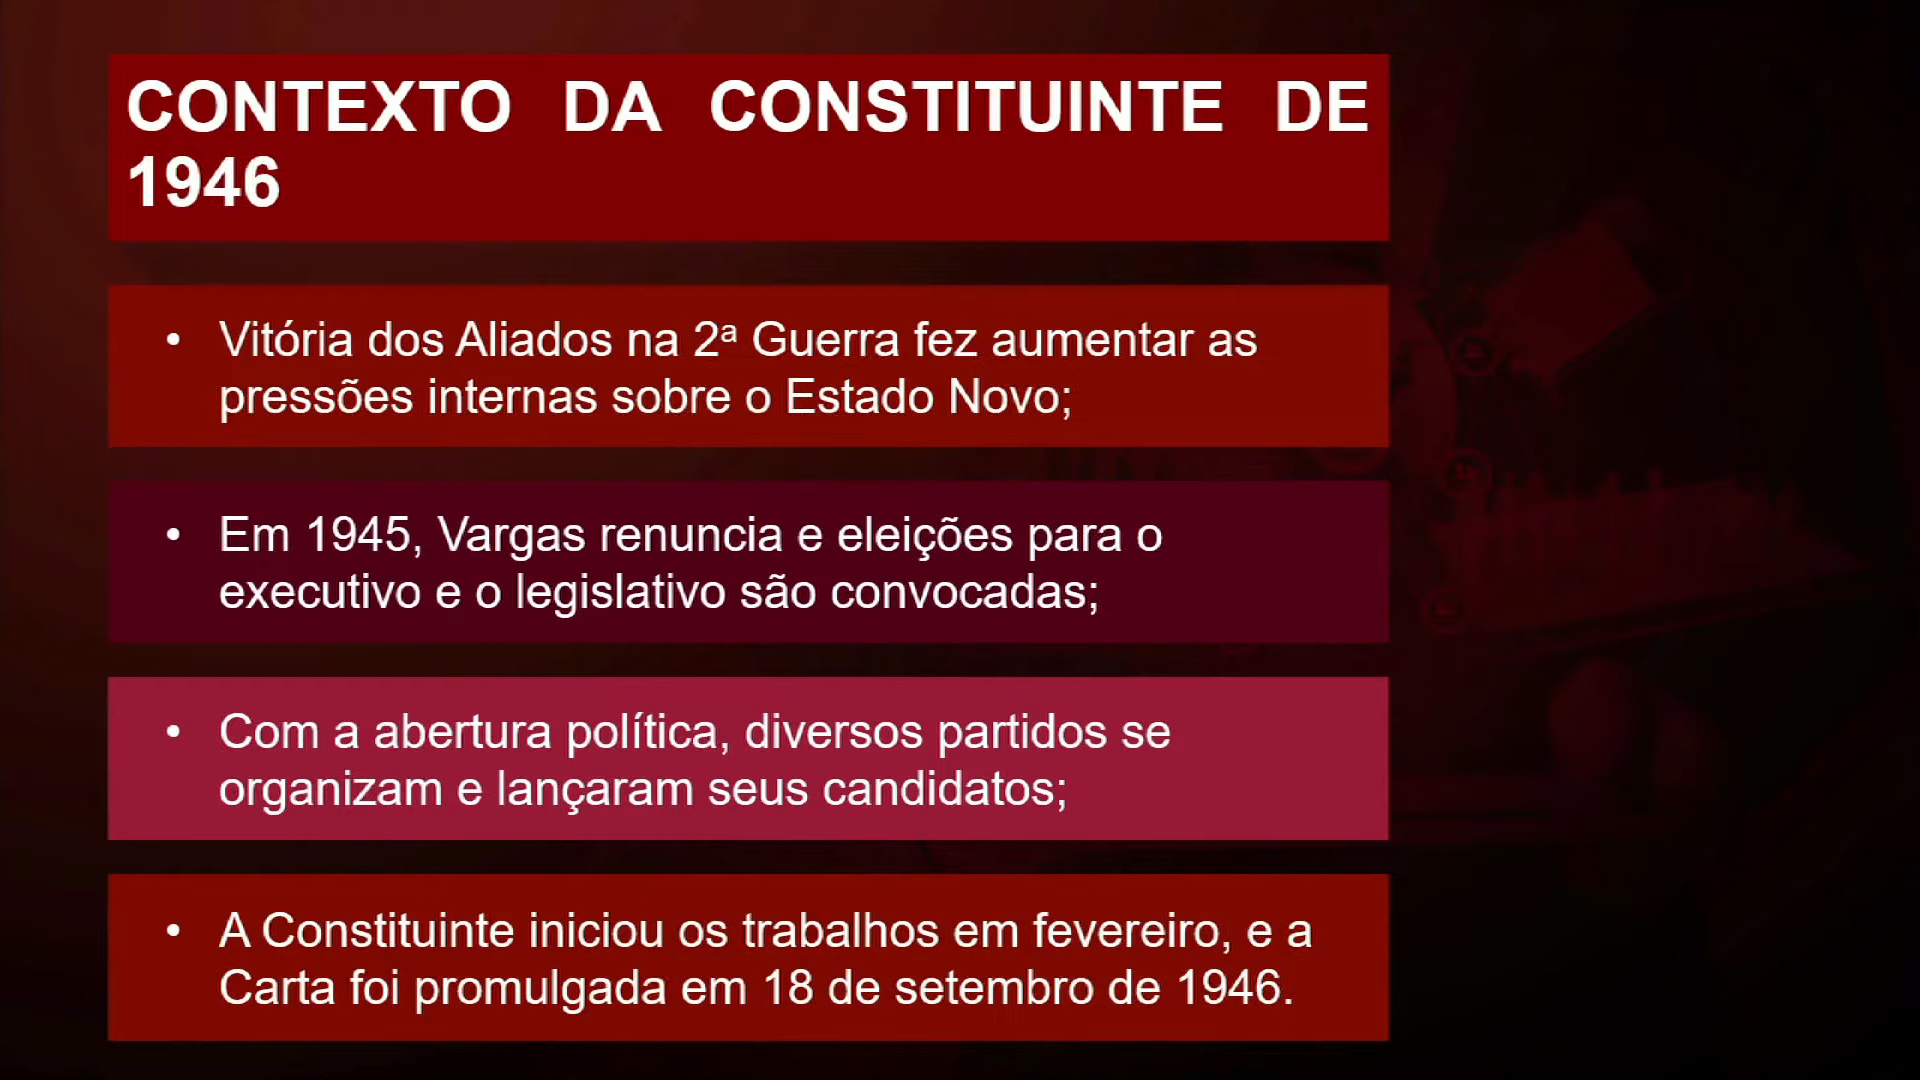 CONTEXTO DA CONSTITUINTE DE
1946
• Vitória dos Aliados na 2ª Guerra fez aumentar as
pressões internas sobre o Estado Novo;
• Em 1945, Vargas renuncia e eleições para o
executivo e o legislativo são convocadas;
• Com a abertura política, diversos partidos se
organizam e lançaram seus candidatos;
• A Constituinte iniciou os trabalhos em fevereiro, e a
Carta foi promulgada em 18 de setembro de 1946.